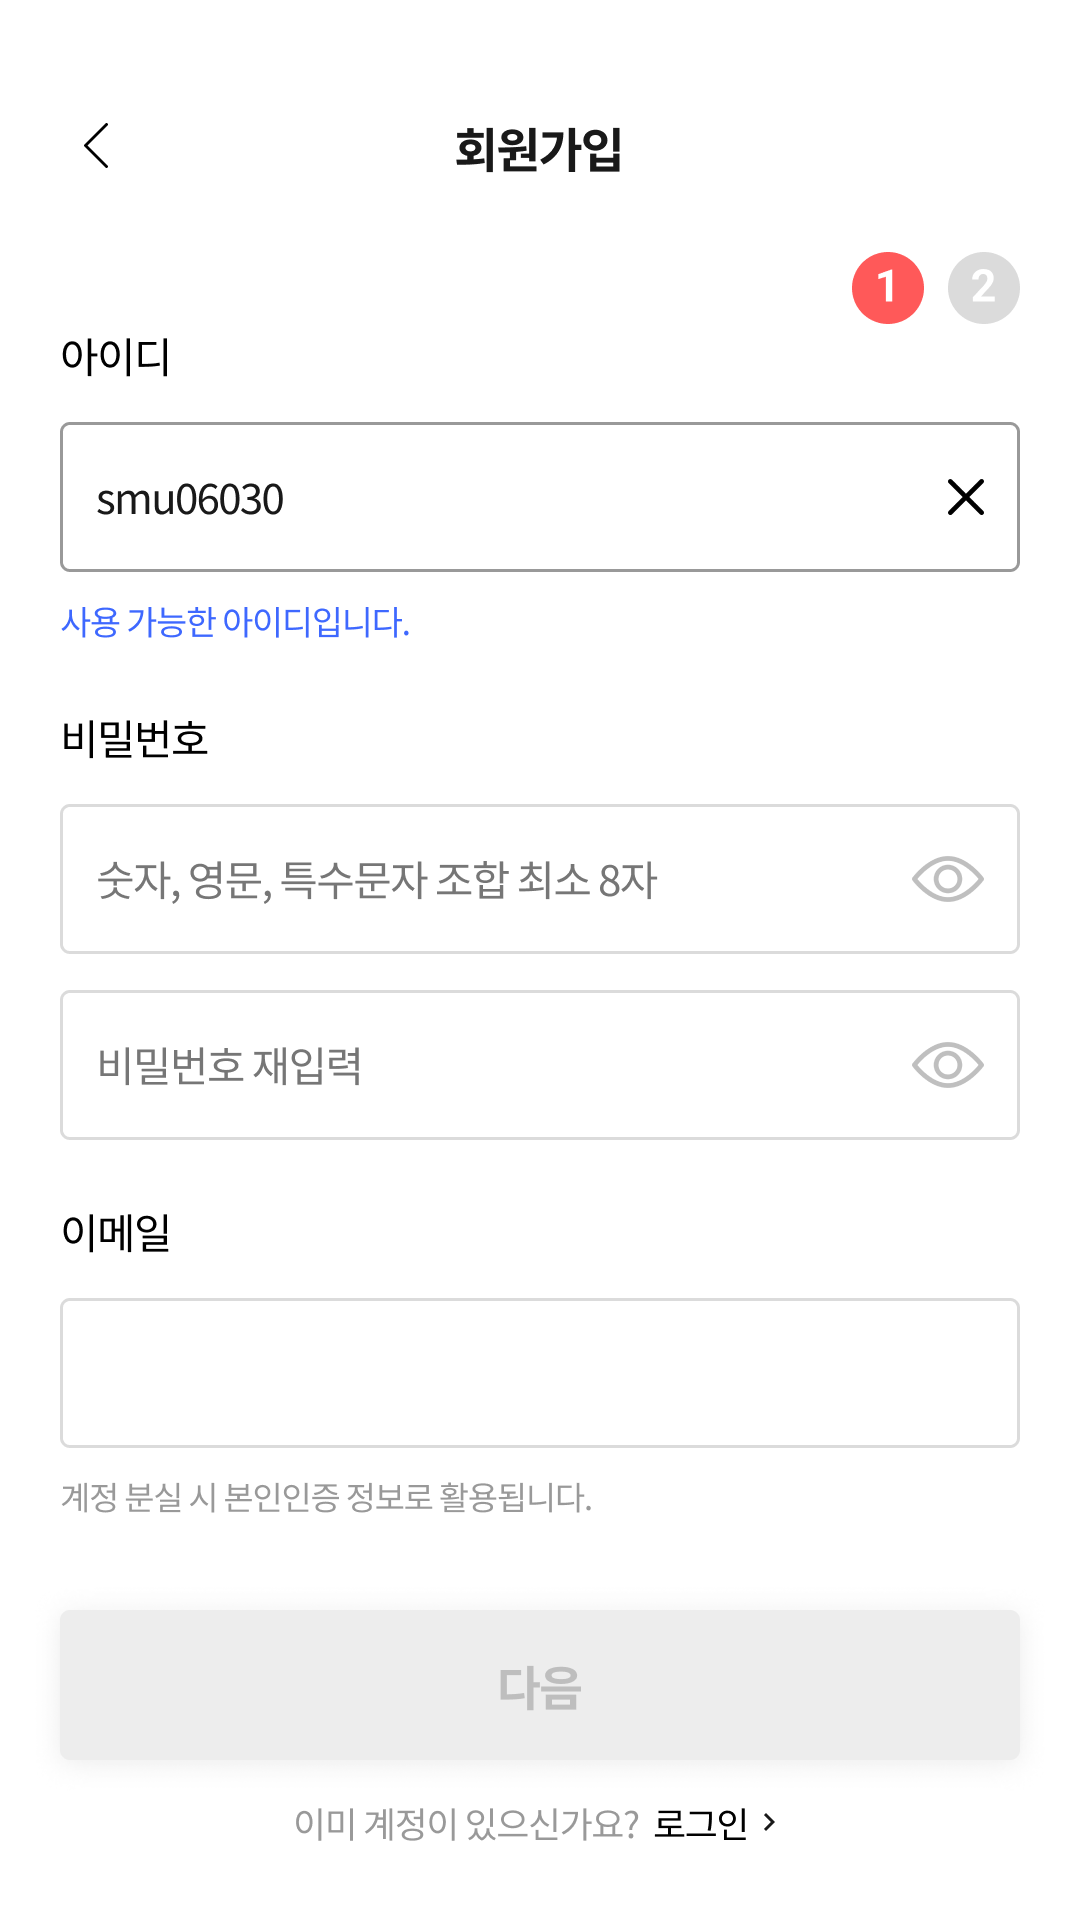 회원가입
1 2
아이디
smu06030
사용 가능한 아이디입니다.
비밀번호
숫자, 영문, 특수문자 조합 최소 8자
비밀번호 재입력
이메일
계정 분실 시 본인인증 정보로 활용됩니다.
다음
이미 계정이 있으신가요? 로그인 >